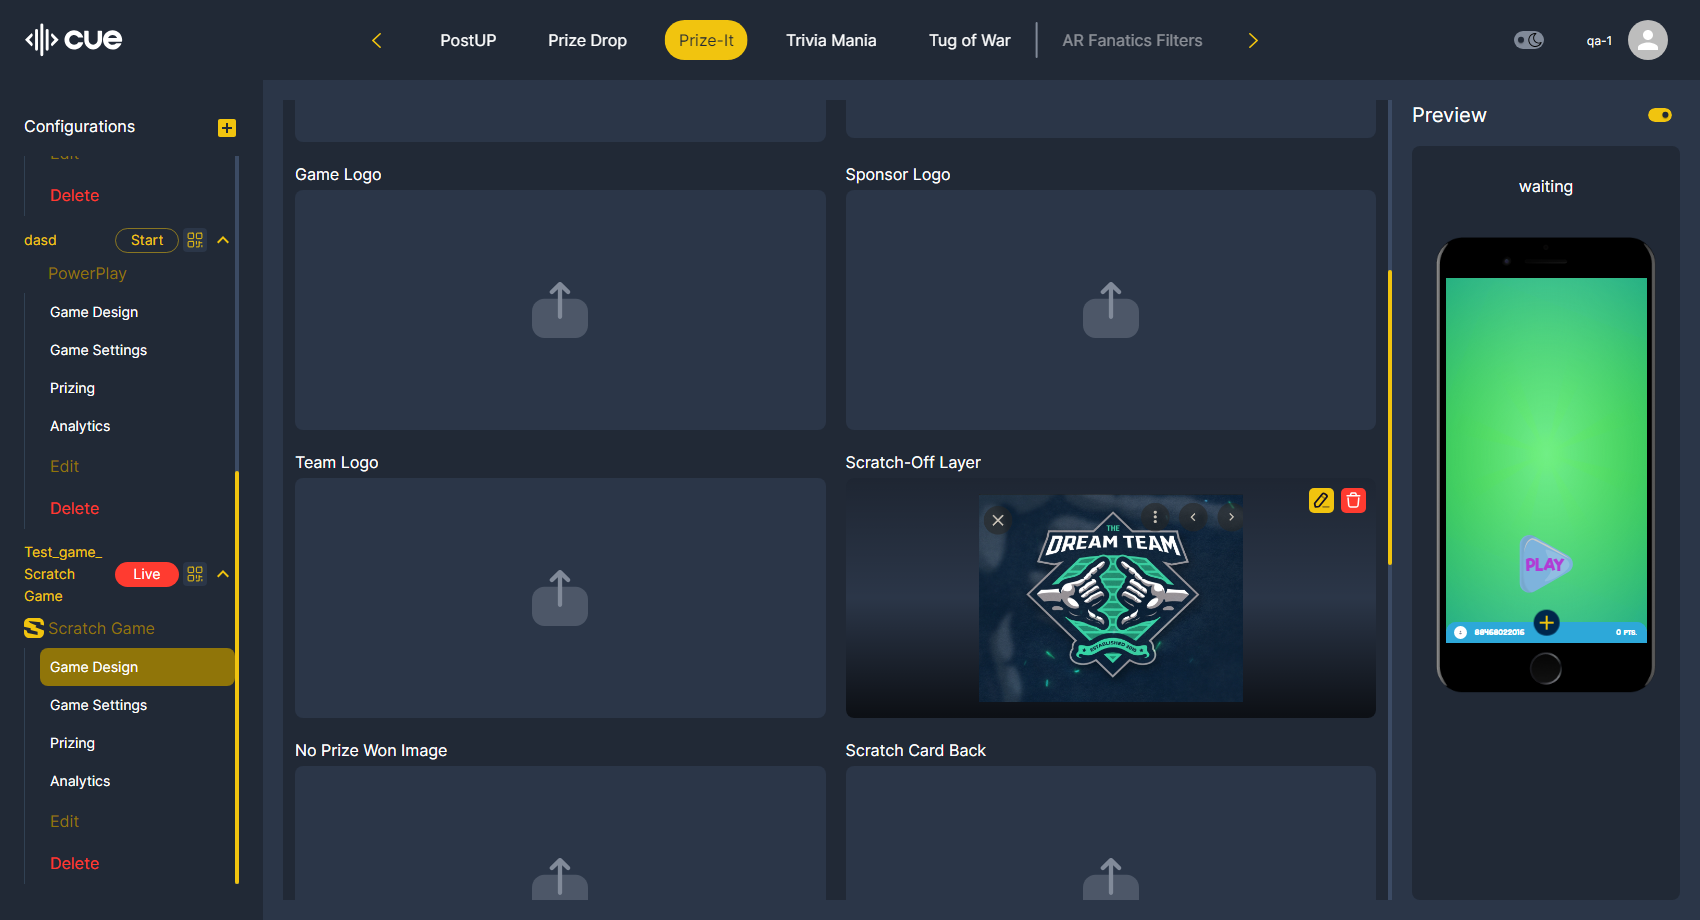 cue
PostUP
Prize Drop
Prize-It
Trivia Mania
Tug of War
AR Fanatics Filters
qa-1
Configurations
Edit
Delete
dasd
Start
PowerPlay
Game Design
Game Settings
Prizing
Analytics
Edit
Delete
Test_game_
Scratch
Game
Live
Scratch Game
Game Design
Game Settings
Prizing
Analytics
Edit
Delete
Game Logo
Sponsor Logo
Team Logo
Scratch-Off Layer
THE
DREAM TEAM
No Prize Won Image
Scratch Card Back
Preview
waiting
PLAY
0 PTS.